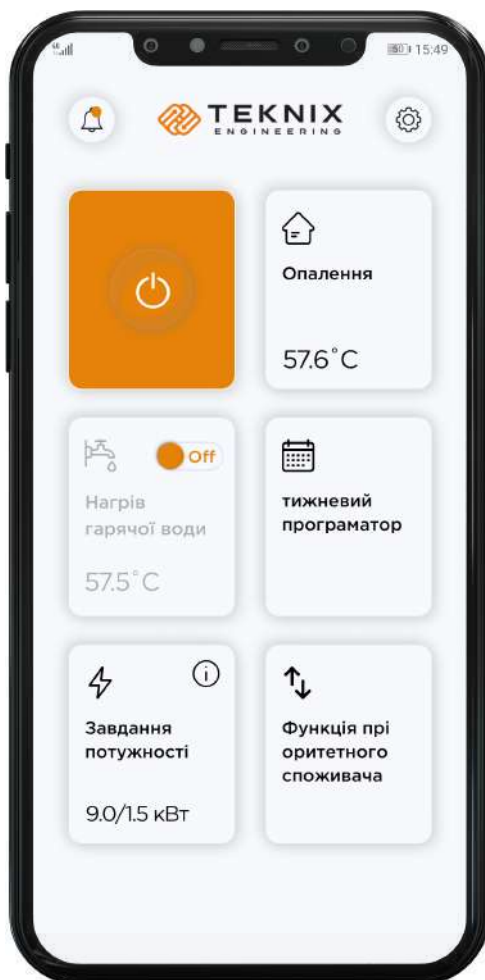 15:49
TEKNIX
ENGINEERING
Опалення
57.6°C
Off
Нагрів
гарячої води
57.5°C
тижневий
програматор
Завдання
потужності
9.0/1.5 кВт
Функція прі
оритетного
споживача